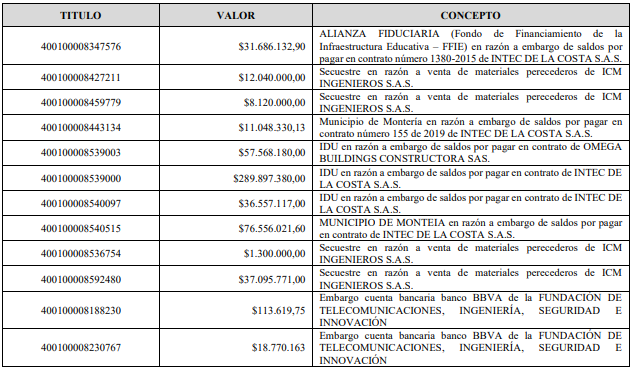 TITULO VALOR CONCEPTO
400100008347576 $31.686.132,90 ALIANZA FIDUCIARIA (Fondo de Financiamiento de la
Infraestructura Educativa – FFIE) en razón a embargo de saldos por
pagar en contrato número 1380-2015 de INTEC DE LA COSTA S.A.S.
400100008427211 $12.040.000,00 Secuestre en razón a venta de materiales perecederos de ICM
INGENIEROS S.A.S.
400100008459779 $8.120.000,00 Secuestre en razón a venta de materiales perecederos de ICM
INGENIEROS S.A.S.
400100008443134 $11.048.330,13 Municipio de Montería en razón a embargo de saldos por pagar en
contrato número 155 de 2019 de INTEC DE LA COSTA S.A.S.
400100008539003 $57.568.180,00 IDU en razón a embargo de saldos por pagar en contrato de OMEGA
BUILDINGS CONSTRUCTORA SAS.
400100008539000 $289.897.380,00 IDU en razón a embargo de saldos por pagar en contrato de INTEC DE
LA COSTA S.A.S.
400100008540097 $36.557.117,00 IDU en razón a embargo de saldos por pagar en contrato de INTEC DE
LA COSTA S.A.S.
400100008540515 $76.556.021,60 MUNICIPIO DE MONTEIA en razón a embargo de saldos por pagar
en contrato de INTEC DE LA COSTA S.A.S.
400100008536754 $1.300.000,00 Secuestre en razón a venta de materiales perecederos de ICM
INGENIEROS S.A.S.
400100008592480 $37.095.771,00 Secuestre en razón a venta de materiales perecederos de ICM
INGENIEROS S.A.S.
400100008188230 $113.619,75 Embargo cuenta bancaria banco BBVA de la FUNDACIÓN DE
TELECOMUNICACIONES, INGENIERÍA, SEGURIDAD E
INNOVACIÓN
400100008230767 $18.770.163 Embargo cuenta bancaria banco BBVA de la FUNDACIÓN DE
TELECOMUNICACIONES, INGENIERÍA, SEGURIDAD E
INNOVACIÓN